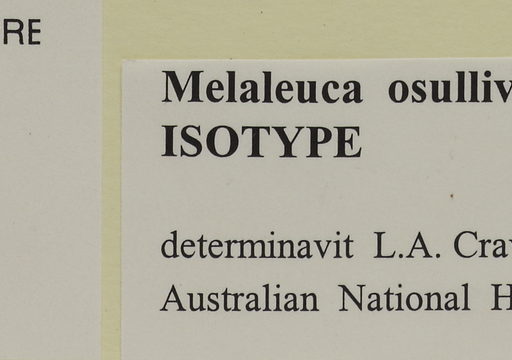 RE
Melaleuca osulliv
ISOTYPE
determinavit L.A. Crav
Australian National H